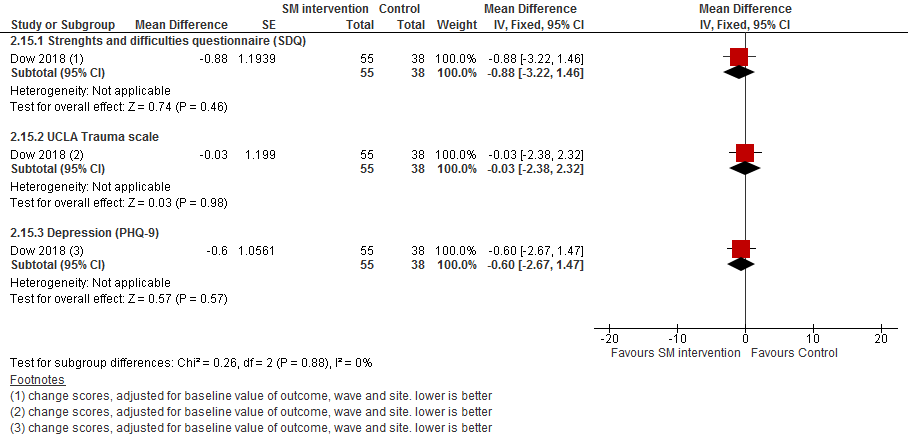 SM intervention Control Mean Difference Mean Difference
Study or Subgroup Mean Difference SE Total Total Weight IV, Fixed, 95% CI IV, Fixed, 95% CI
2.15.1 Strenghts and difficulties questionnaire (SDQ)
Dow 2018 (1) -0.88 1.1939 55 38 100.0% -0.88 [-3.22, 1.46]
Subtotal (95% CI) 55 38 100.0% -0.88 [-3.22, 1.46]
Heterogeneity: Not applicable
Test for overall effect: Z = 0.74 (P = 0.46)
2.15.2 UCLA Trauma scale
Dow 2018 (2) -0.03 1.199 55 38 100.0% -0.03 [-2.38, 2.32]
Subtotal (95% CI) 55 38 100.0% -0.03 [-2.38, 2.32]
Heterogeneity: Not applicable
Test for overall effect: Z = 0.03 (P = 0.98)
2.15.3 Depression (PHQ-9)
Dow 2018 (3) -0.6 1.0561 55 38 100.0% -0.60 [-2.67, 1.47]
Subtotal (95% CI) 55 38 100.0% -0.60 [-2.67, 1.47]
Heterogeneity: Not applicable
Test for overall effect: Z = 0.57 (P = 0.57)
-20 -10 0 10 20
Favours SM intervention Favours Control
Test for subgroup differences: Chi² = 0.26, df = 2 (P = 0.88), I² = 0%
Footnotes
(1) change scores, adjusted for baseline value of outcome, wave and site. lower is better
(2) change scores, adjusted for baseline value of outcome, wave and site. lower is better
(3) change scores, adjusted for baseline value of outcome, wave and site. lower is better